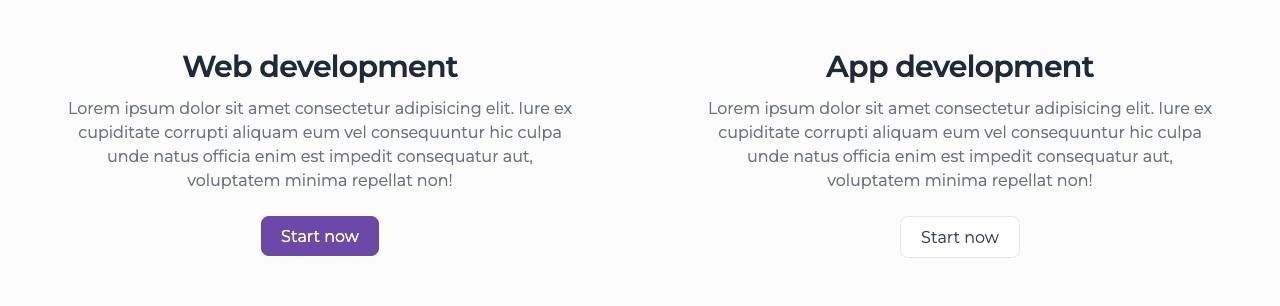 Web development
Lorem ipsum dolor sit amet consectetur adipisicing elit. Iure ex
cupiditate corrupti aliquam eum vel consequuntur hic culpa
unde natus officia enim est impedit consequatur aut,
voluptatem minima repellat non!
Start now
App development
Lorem ipsum dolor sit amet consectetur adipisicing elit. Iure ex
cupiditate corrupti aliquam eum vel consequuntur hic culpa
unde natus officia enim est impedit consequatur aut,
voluptatem minima repellat non!
Start now